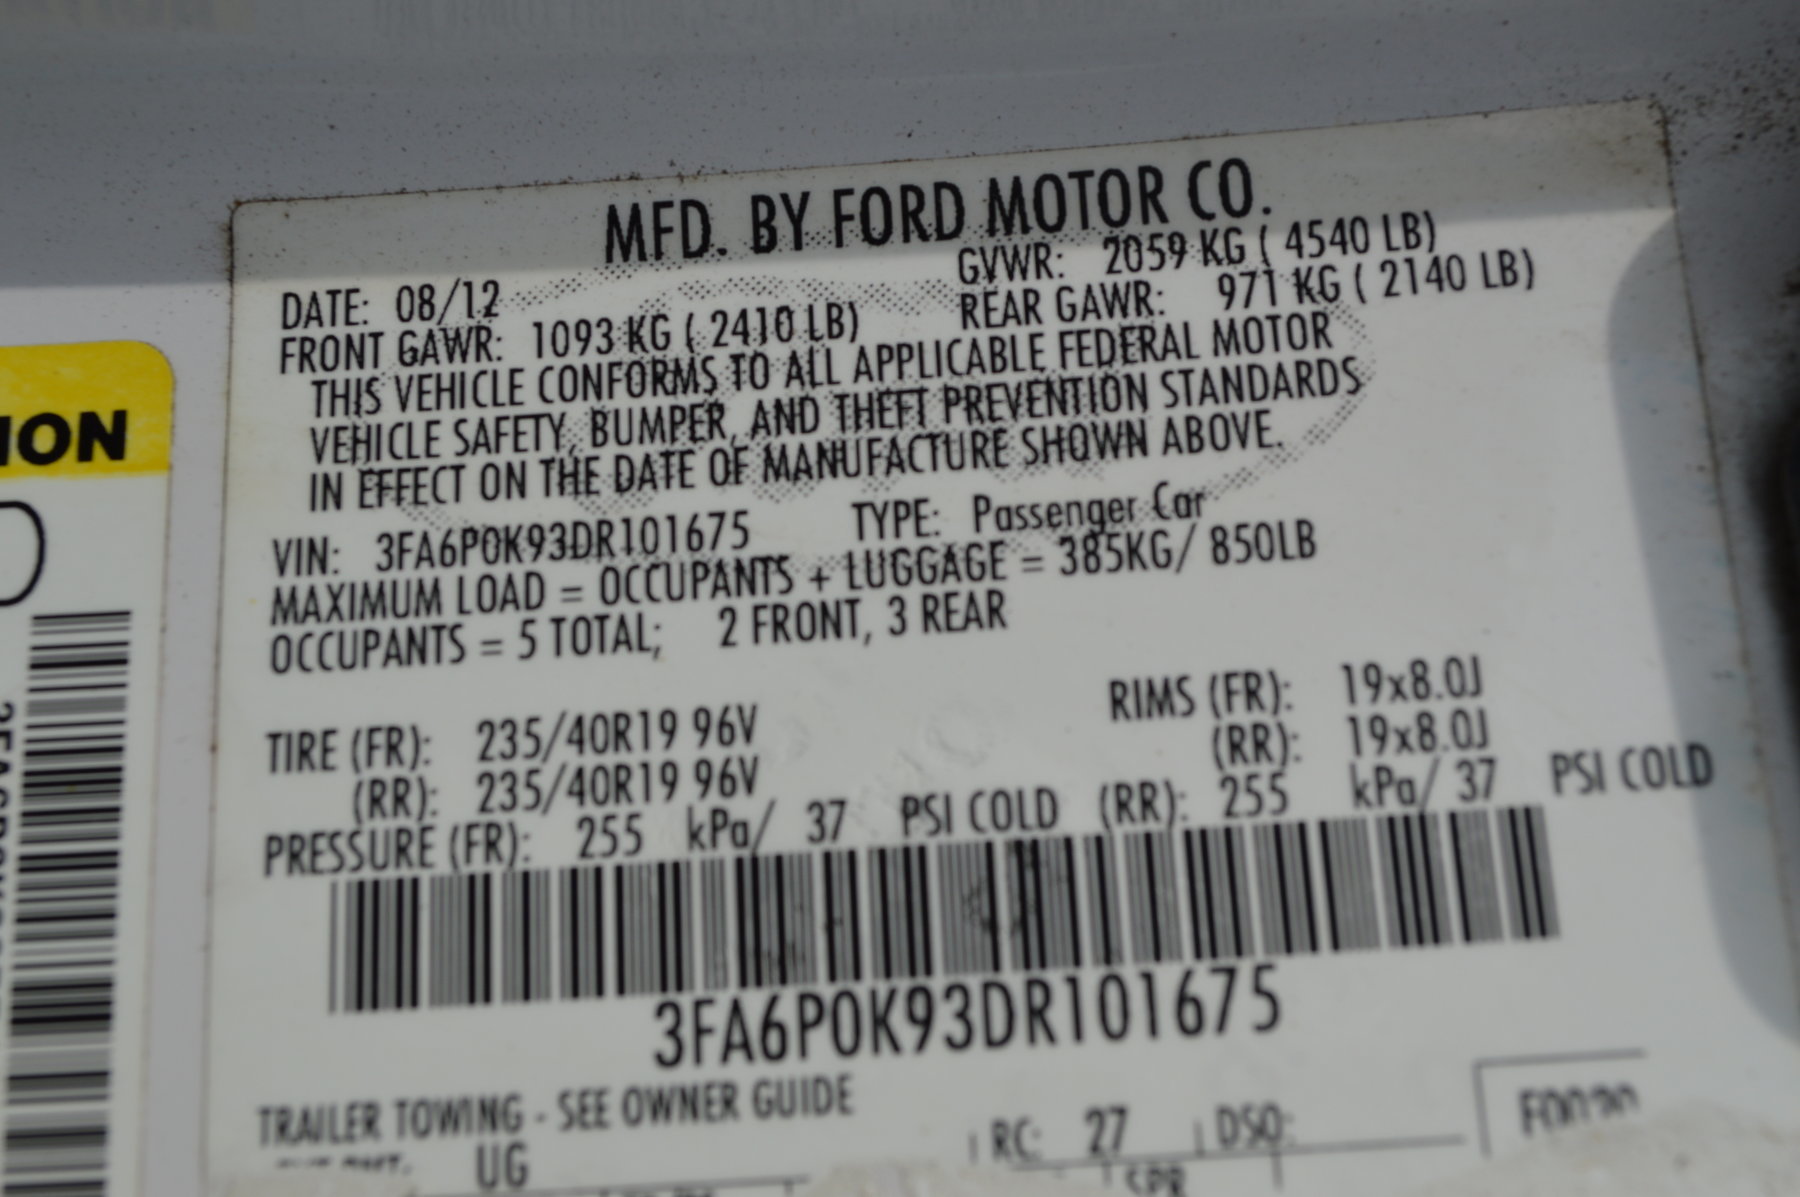 MFD. BY FORD MOTOR CO.
DATE: 08/12
GVWR: 2059 KG ( 4540 LB)
FRONT GAWR: 1093 KG ( 2410 LB)
REAR GAWR: 971 KG ( 2140 LB)
THIS VEHICLE CONFORMS TO ALL APPLICABLE FEDERAL MOTOR
VEHICLE SAFETY, BUMPER, AND THEFT PREVENTION STANDARDS
IN EFFECT ON THE DATE OF MANUFACTURE SHOWN ABOVE.
VIN: 3FA6P0K93DR101675 TYPE: Passenger Car
MAXIMUM LOAD = OCCUPANTS + LUGGAGE = 385KG/ 850LB
OCCUPANTS = 5 TOTAL; 2 FRONT, 3 REAR
TIRE (FR): 235/40R19 96V RIMS (FR): 19x8.0J
(RR): 235/40R19 96V (RR): 19x8.0J
PRESSURE (FR): 255 kPa/ 37 PSI COLD (RR): 255 kPa/ 37 PSI COLD
3FA6P0K93DR101675
TRAILER TOWING - SEE OWNER GUIDE
RC: 27 DSO:
UG
ION